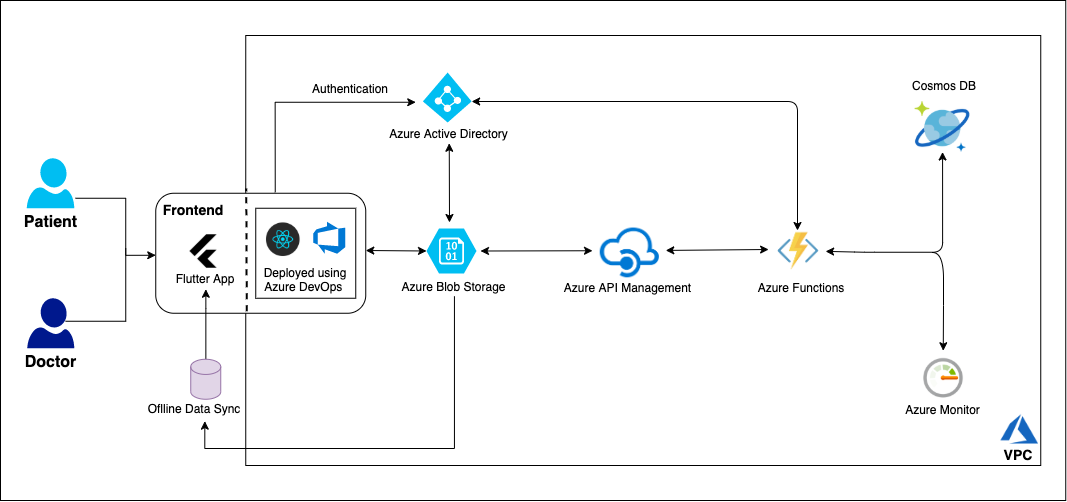 Cosmos DB
Authentication
Azure Active Directory
Patient
Frontend
Flutter App
Deployed using
Azure DevOps
10
01
Azure Blob Storage
Azure API Management
Azure Functions
Doctor
Oflline Data Sync
Azure Monitor
VPC